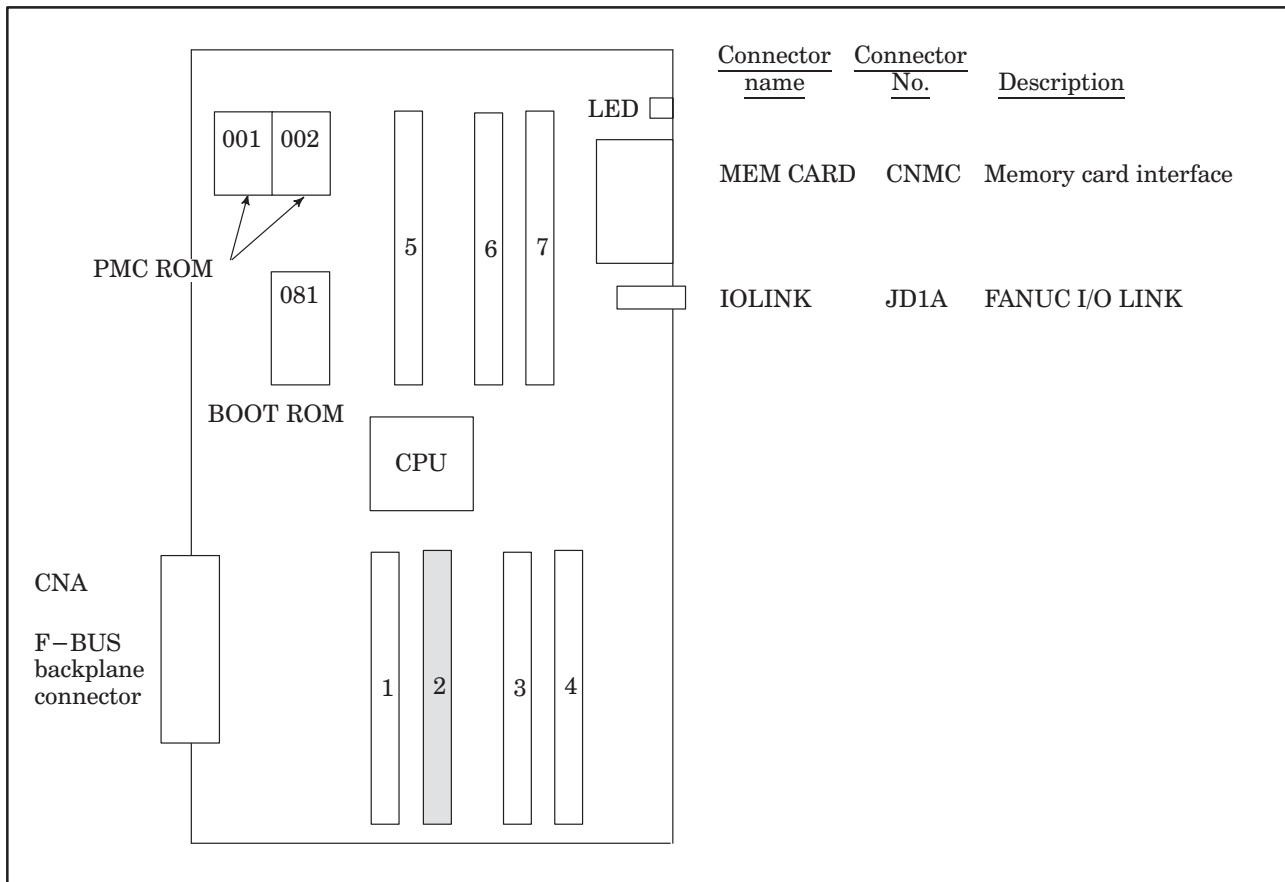 Connector name
Connector No.
Description
LED
001
002
MEM CARD CNMC Memory card interface
5
6
7
PMC ROM
081
IOLINK JD1A FANUC I/O LINK
BOOT ROM
CPU
CNA
F−BUS
backplane
connector
1
2
3
4